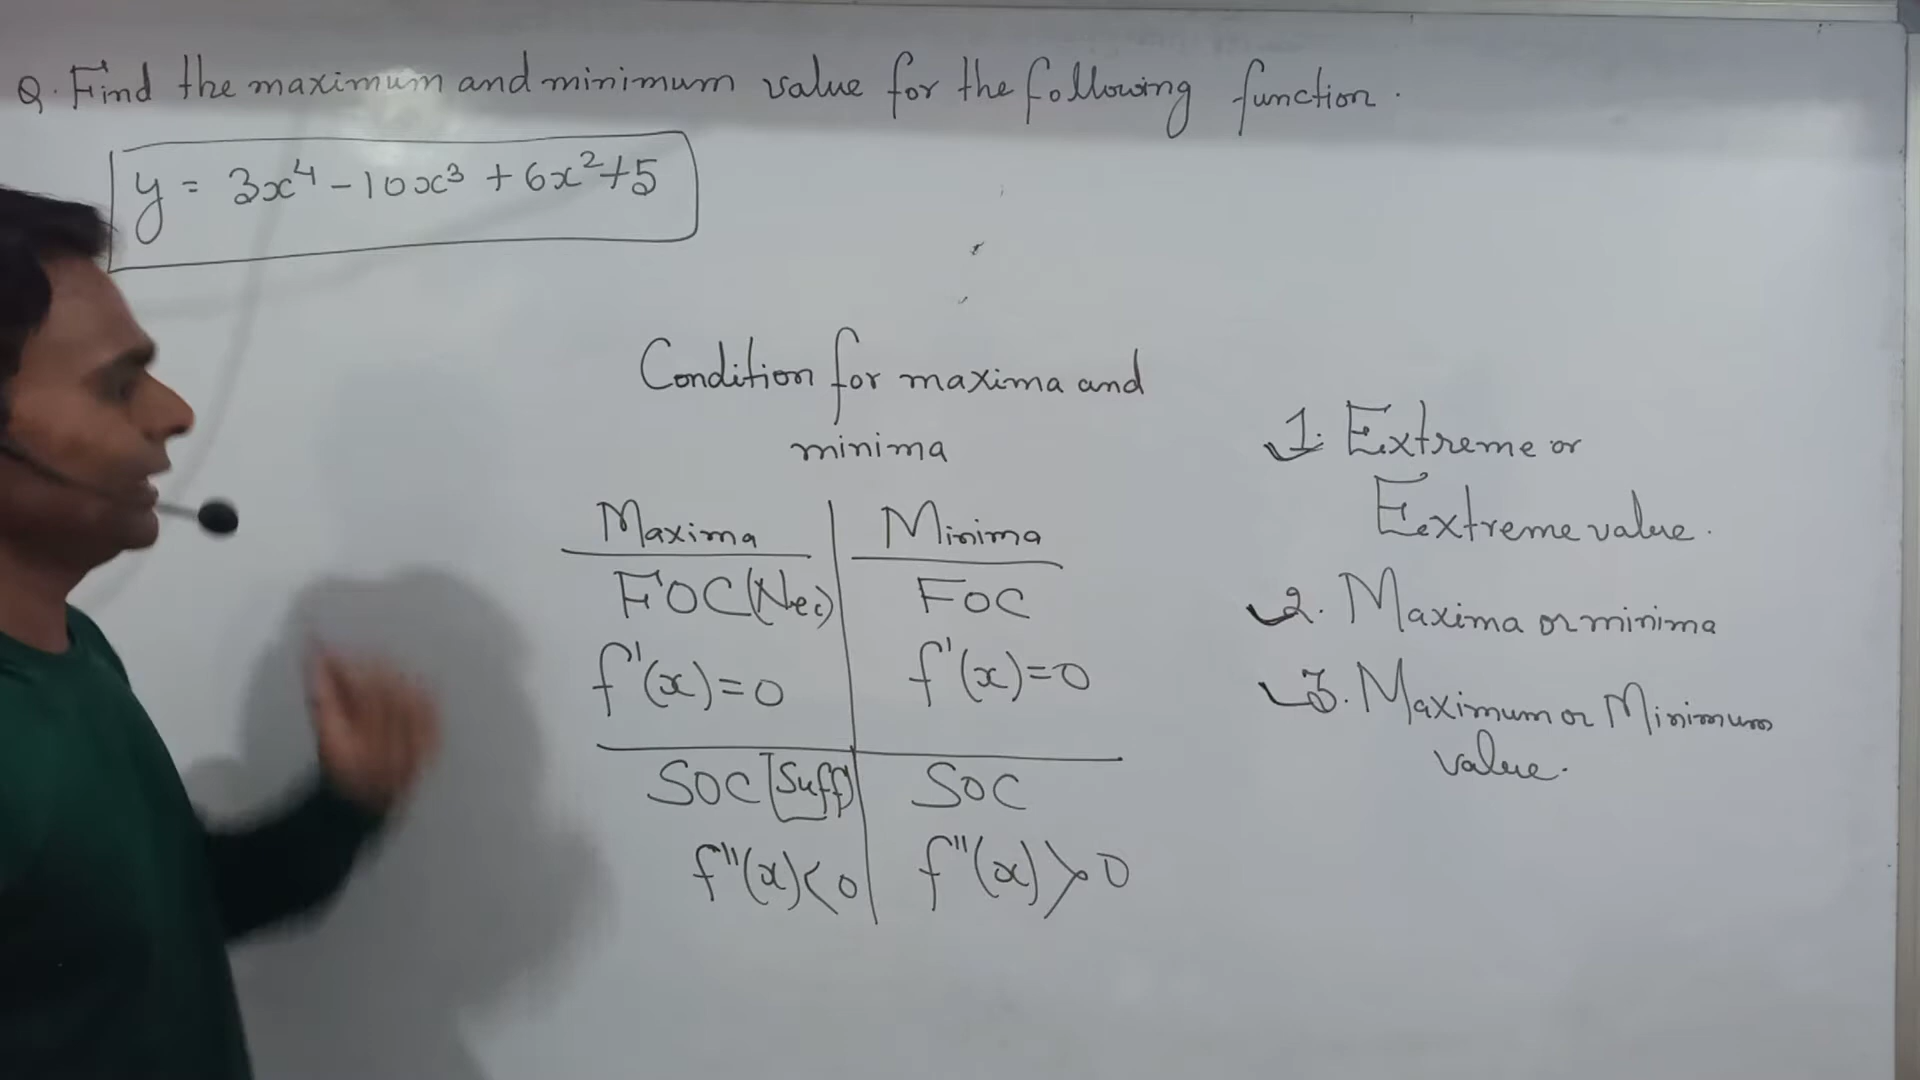 Q. Find the maximum and minimum value for the following function.
y = 3x⁴ - 10x³ + 6x² + 5
Condition for maxima and
minima
Maxima | Minima
FOC (Nec) | FOC
f'(x) = 0 | f'(x) = 0
SOC [Suff] | SOC
f''(x) < 0 | f''(x) > 0
1. Extreme or
Extreme value.
2. Maxima or minima
3. Maximum or Minimum
value.